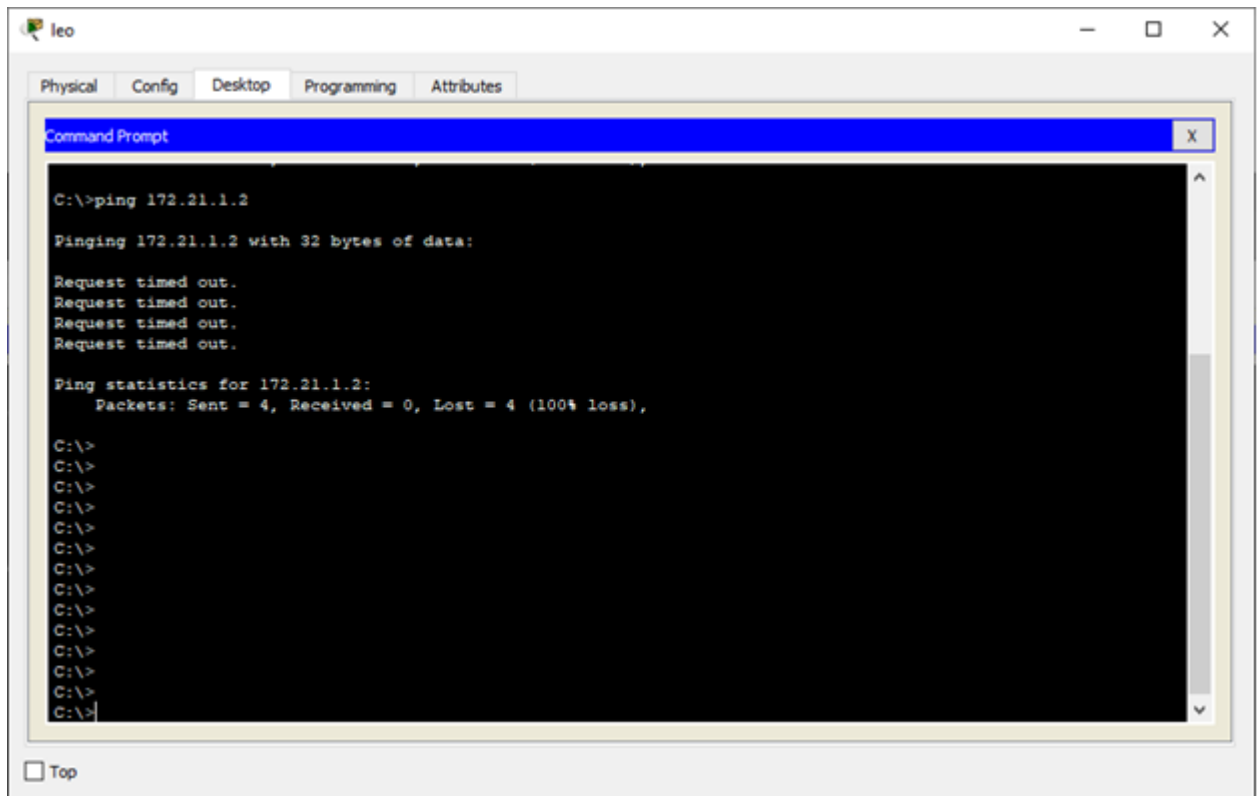 leo
Physical Config Desktop Programming Attributes
Command Prompt
X
C:\>ping 172.21.1.2
Pinging 172.21.1.2 with 32 bytes of data:
Request timed out.
Request timed out.
Request timed out.
Request timed out.
Ping statistics for 172.21.1.2:
Packets: Sent = 4, Received = 0, Lost = 4 (100% loss),
C:\>
C:\>
C:\>
C:\>
C:\>
C:\>
C:\>
C:\>
C:\>
C:\>
C:\>
C:\>
C:\>
C:\>
Top